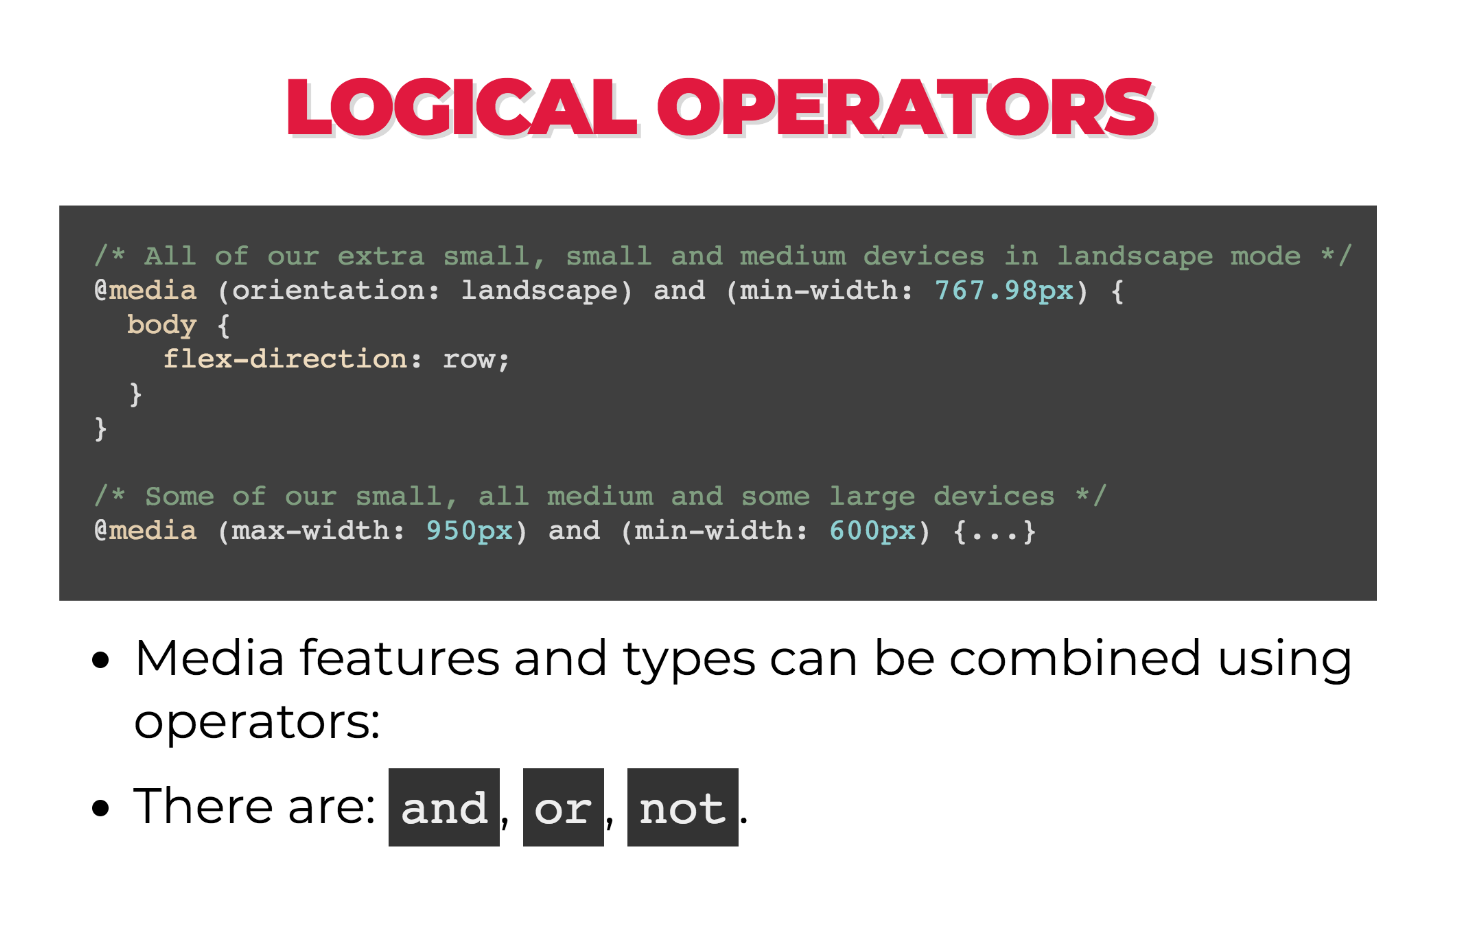 LOGICAL OPERATORS
/* All of our extra small, small and medium devices in landscape mode */
@media (orientation: landscape) and (min-width: 767.98px) {
  body {
    flex-direction: row;
  }
}
/* Some of our small, all medium and some large devices */
@media (max-width: 950px) and (min-width: 600px) {...}
• Media features and types can be combined using
operators:
• There are: and, or, not.